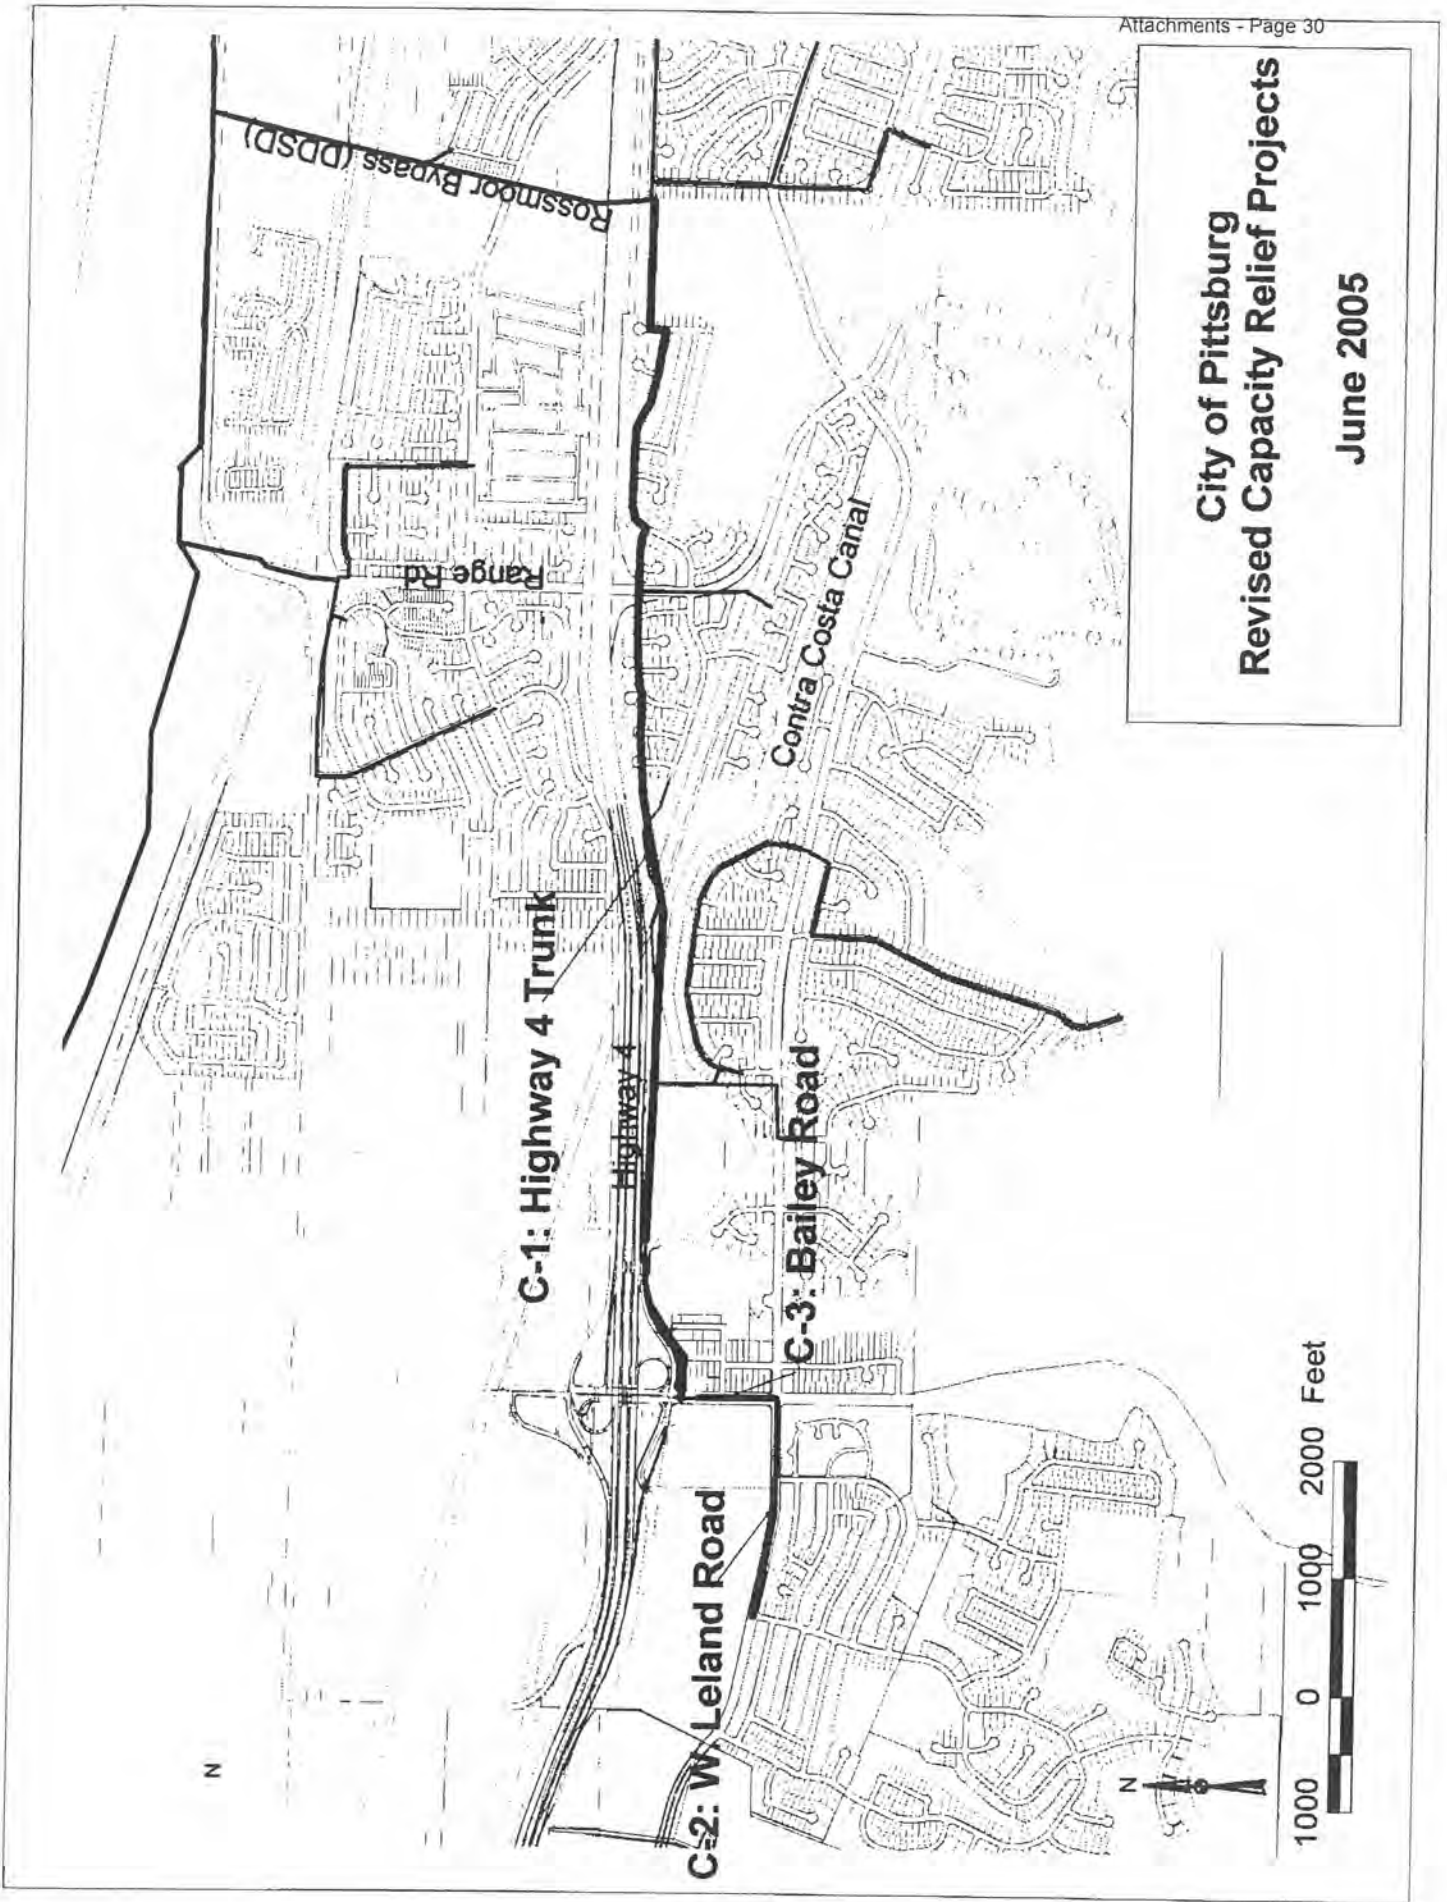 Attachments - Page 30
City of Pittsburg
Revised Capacity Relief Projects
June 2005
Rossmoor Bypass (DDSD)
Range Rd.
Contra Costa Canal
C-1: Highway 4 Trunk
Highway 4
C-3: Bailey Road
C-2: W. Leland Road
N
N
1000 0 1000 2000 Feet